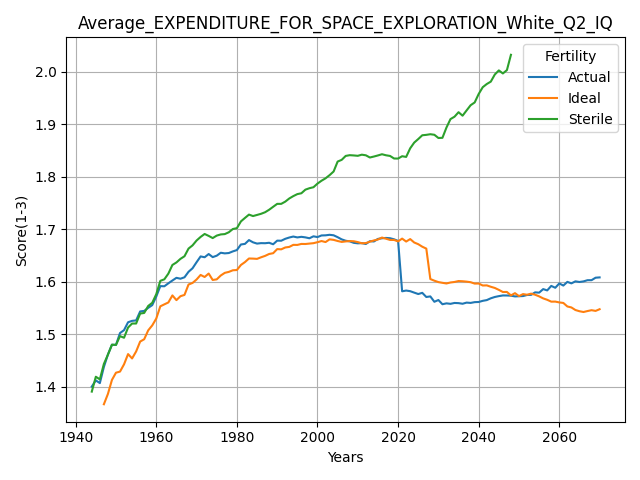 Average_EXPENDITURE_FOR_SPACE_EXPLORATION_White_Q2_IQ
Fertility
Actual
Ideal
Sterile
Score(1-3)
2.0
1.9
1.8
1.7
1.6
1.5
1.4
1940 1960 1980 2000 2020 2040 2060
Years